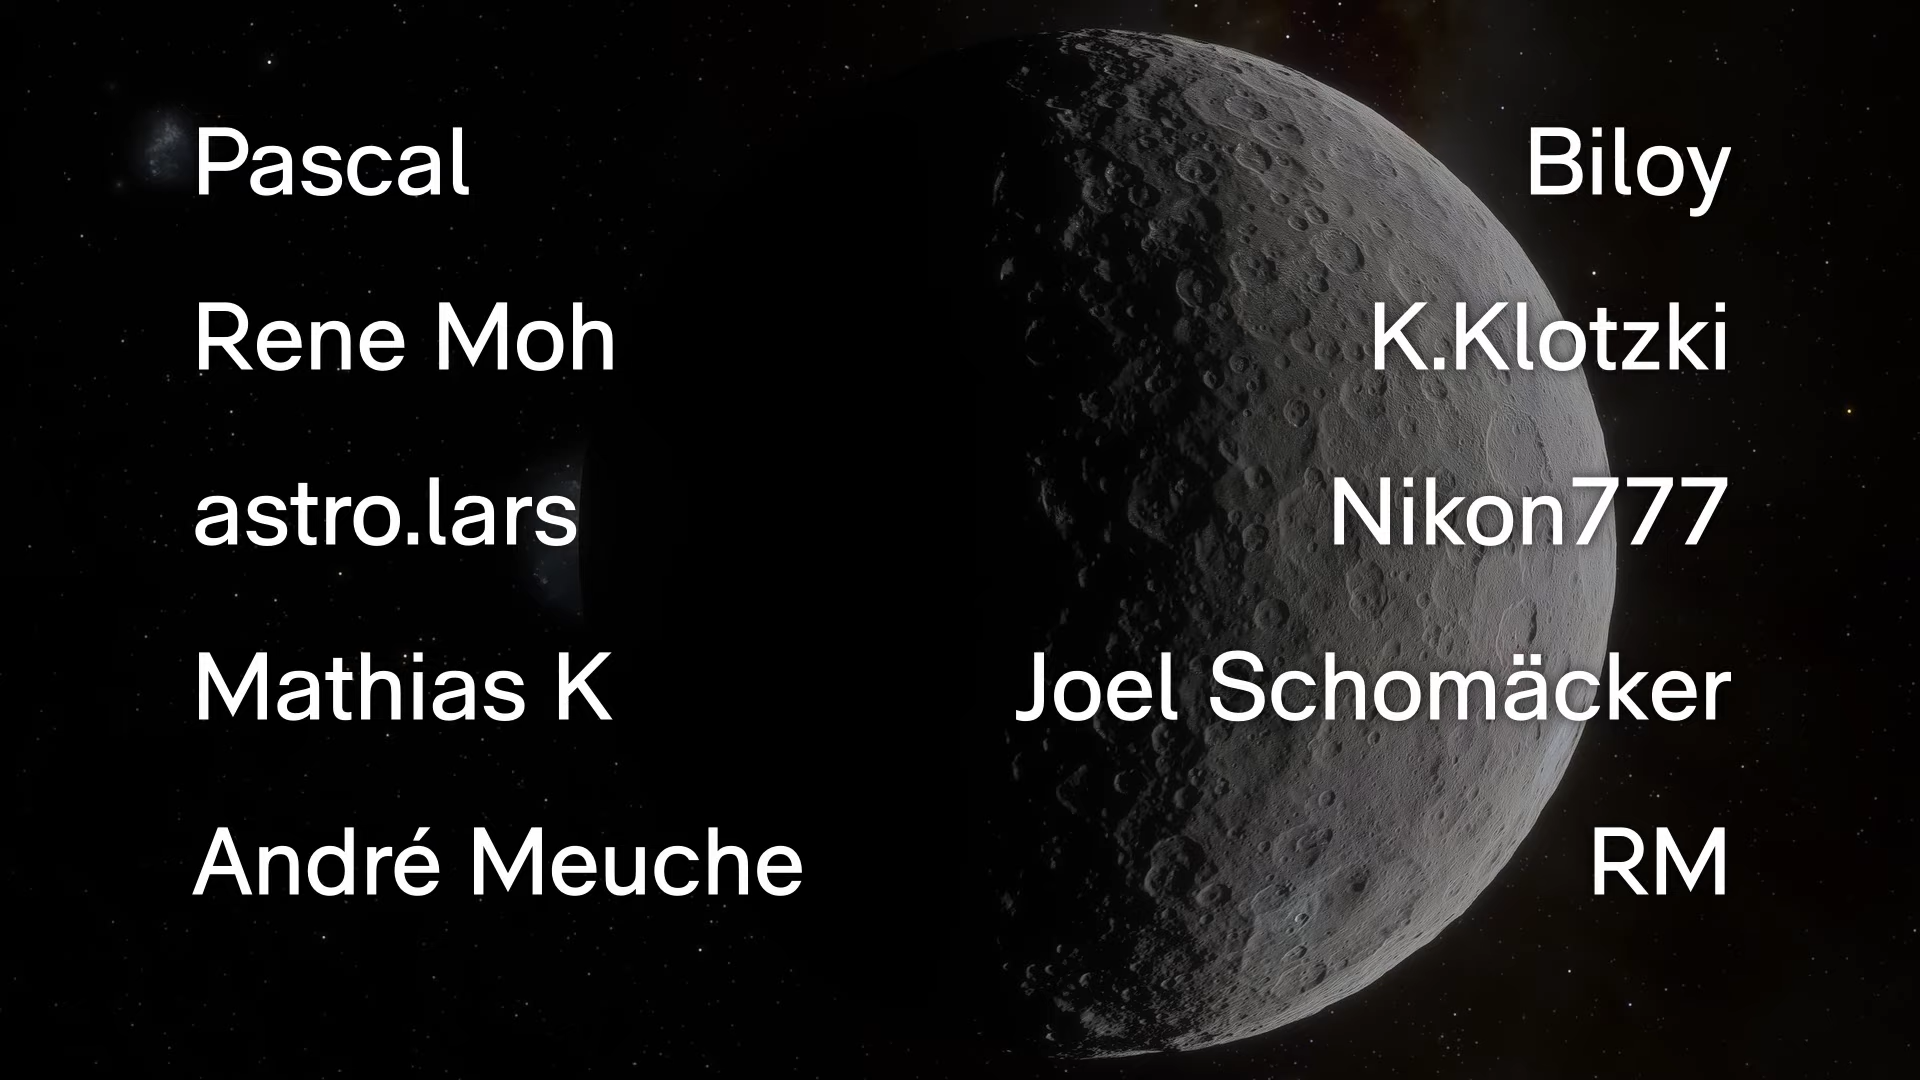 Pascal
Biloy
Rene Moh
K.Klotzki
astro.lars
Nikon777
Mathias K
Joel Schomäcker
André Meuche
RM